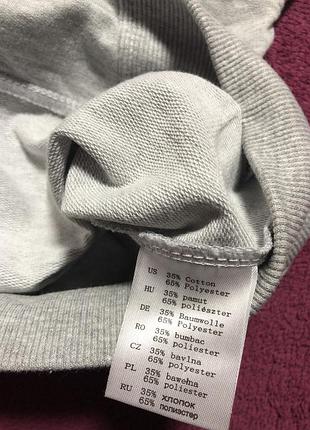 US 35% Cotton
65% Polyester
HU 35% pamut
65% poliészter
DE 35% Baumwolle
65% Polyester
RO 35% bumbac
65% poliester
CZ 35% bavlna
65% polyester
PL 35% bawełna
65% poliester
RU 35% хлопок
65% полиэстер